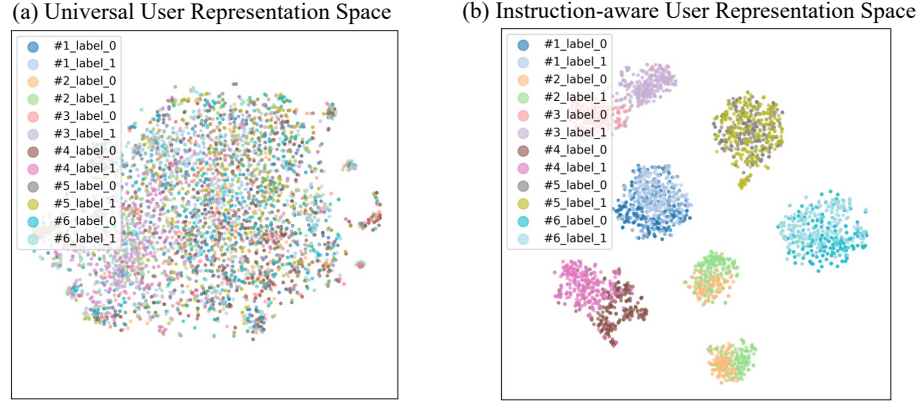 (a) Universal User Representation Space
#1_label_0
#1_label_1
#2_label_0
#2_label_1
#3_label_0
#3_label_1
#4_label_0
#4_label_1
#5_label_0
#5_label_1
#6_label_0
#6_label_1
(b) Instruction-aware User Representation Space
#1_label_0
#1_label_1
#2_label_0
#2_label_1
#3_label_0
#3_label_1
#4_label_0
#4_label_1
#5_label_0
#5_label_1
#6_label_0
#6_label_1